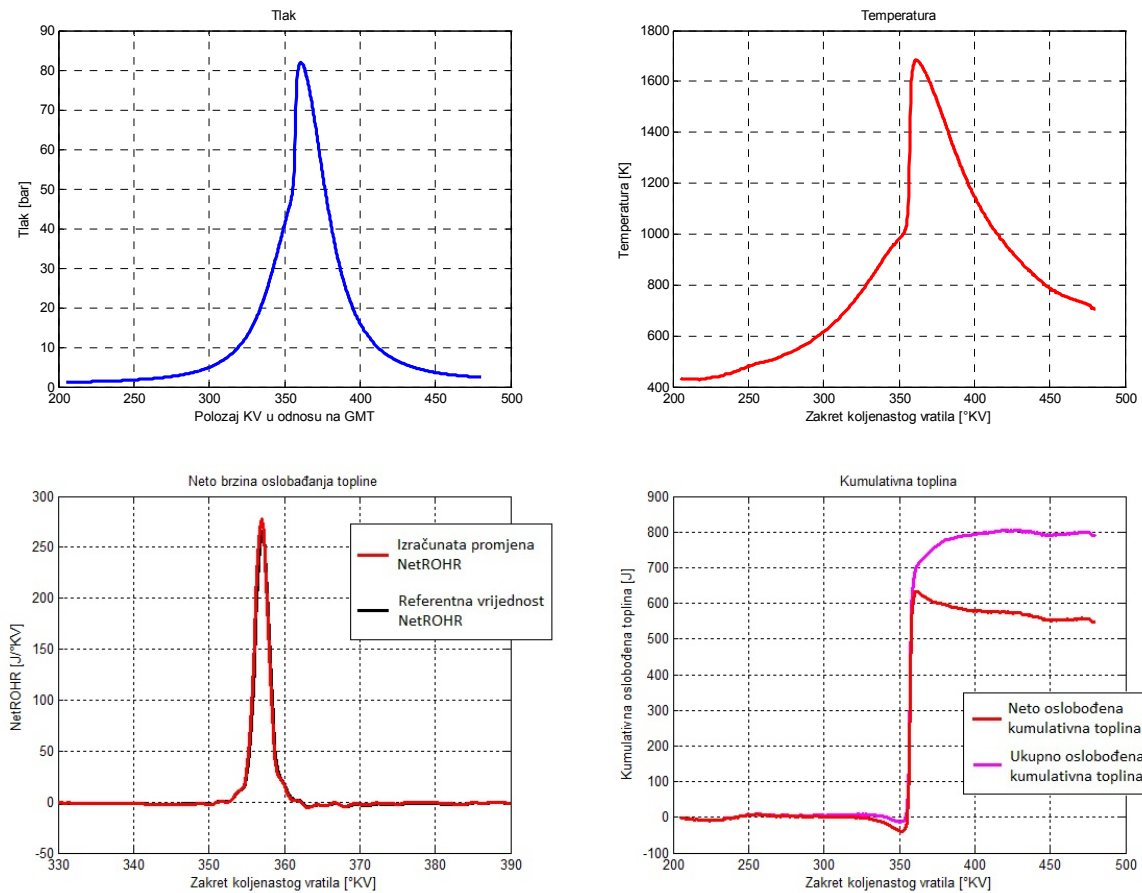 Tlak
Tlak [bar]
90
80
70
60
50
40
30
20
10
0
200 250 300 350 400 450 500
Polozaj KV u odnosu na GMT
Temperatura
Temperatura [K]
1800
1600
1400
1200
1000
800
600
400
200 250 300 350 400 450 500
Zakret koljenastog vratila [°KV]
Neto brzina oslobađanja topline
NetROHR [J/°KV]
300
250
200
150
100
50
0
-50
330 340 350 360 370 380 390
Zakret koljenastog vratila [°KV]
Izračunata promjena
NetROHR
Referentna vrijednost
NetROHR
Kumulativna toplina
Kumulativna oslobođena toplina [J]
900
800
700
600
500
400
300
200
100
0
-100
200 250 300 350 400 450 500
Zakret koljenastog vratila [°KV]
Neto oslobođena
kumulativna toplina
Ukupno oslobođena
kumulativna toplina